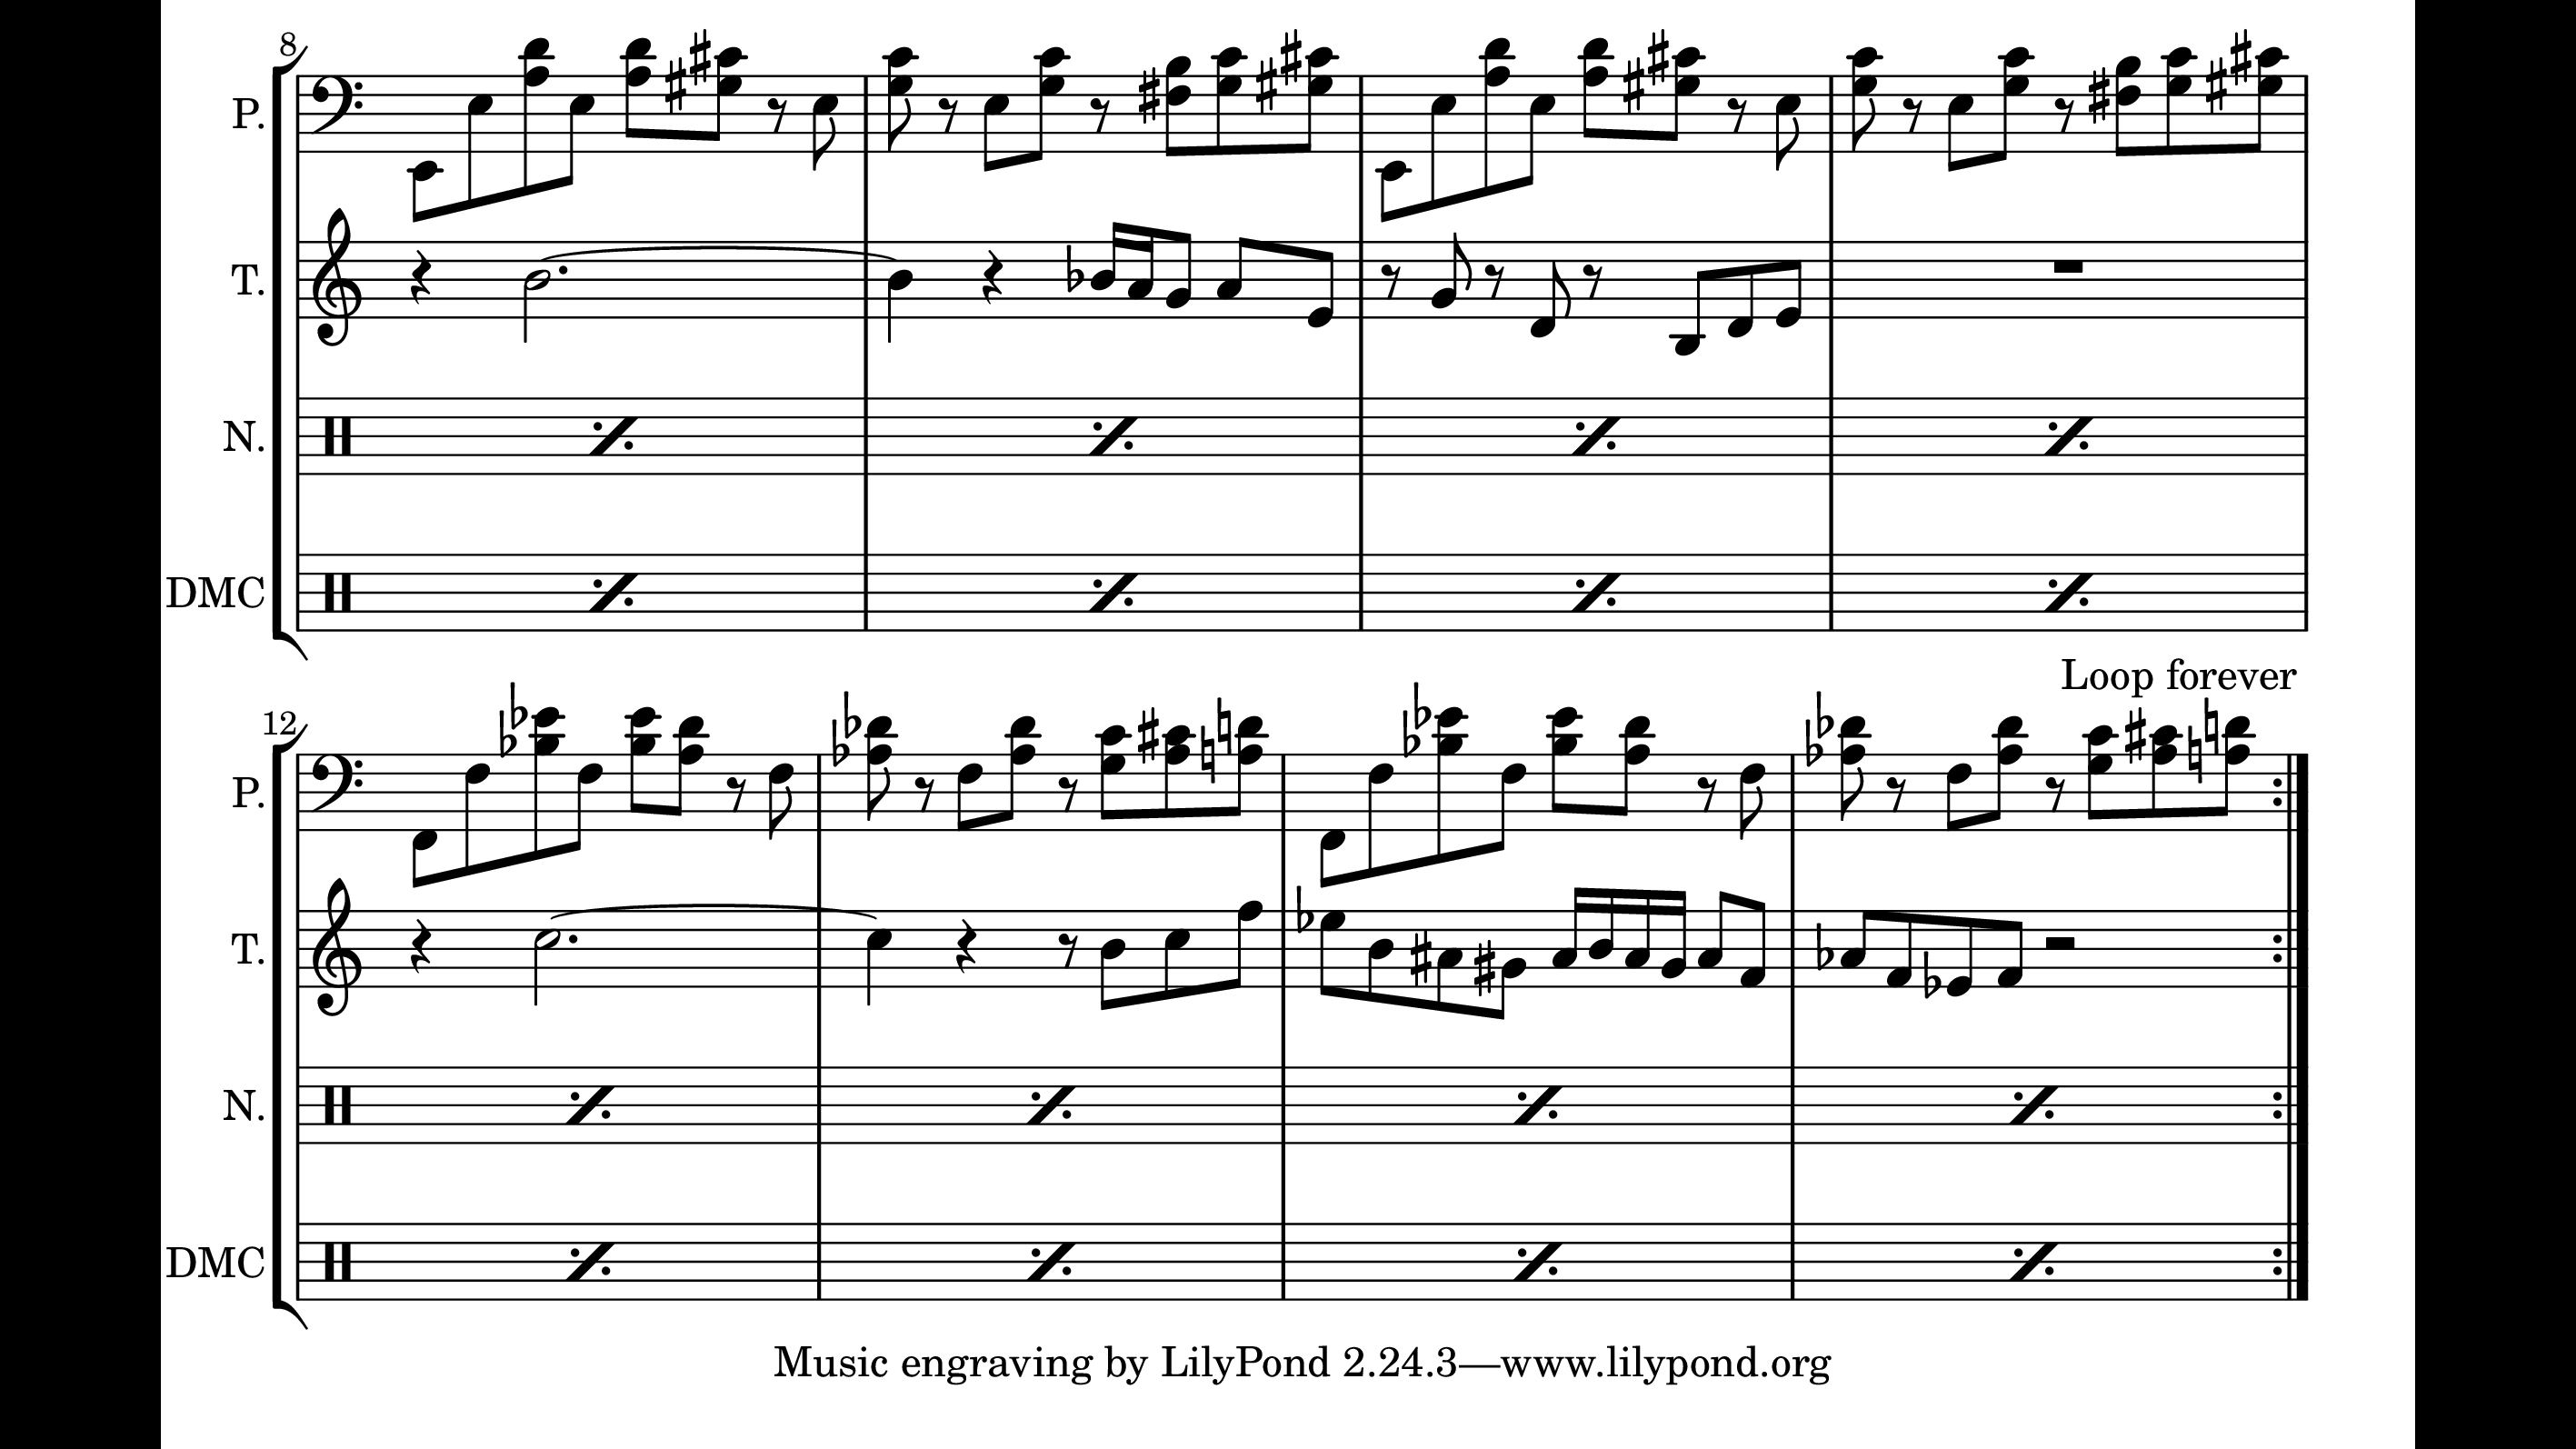 8
P.
T.
N.
DMC
Loop forever
12
P.
T.
N.
DMC
Music engraving by LilyPond 2.24.3—www.lilypond.org